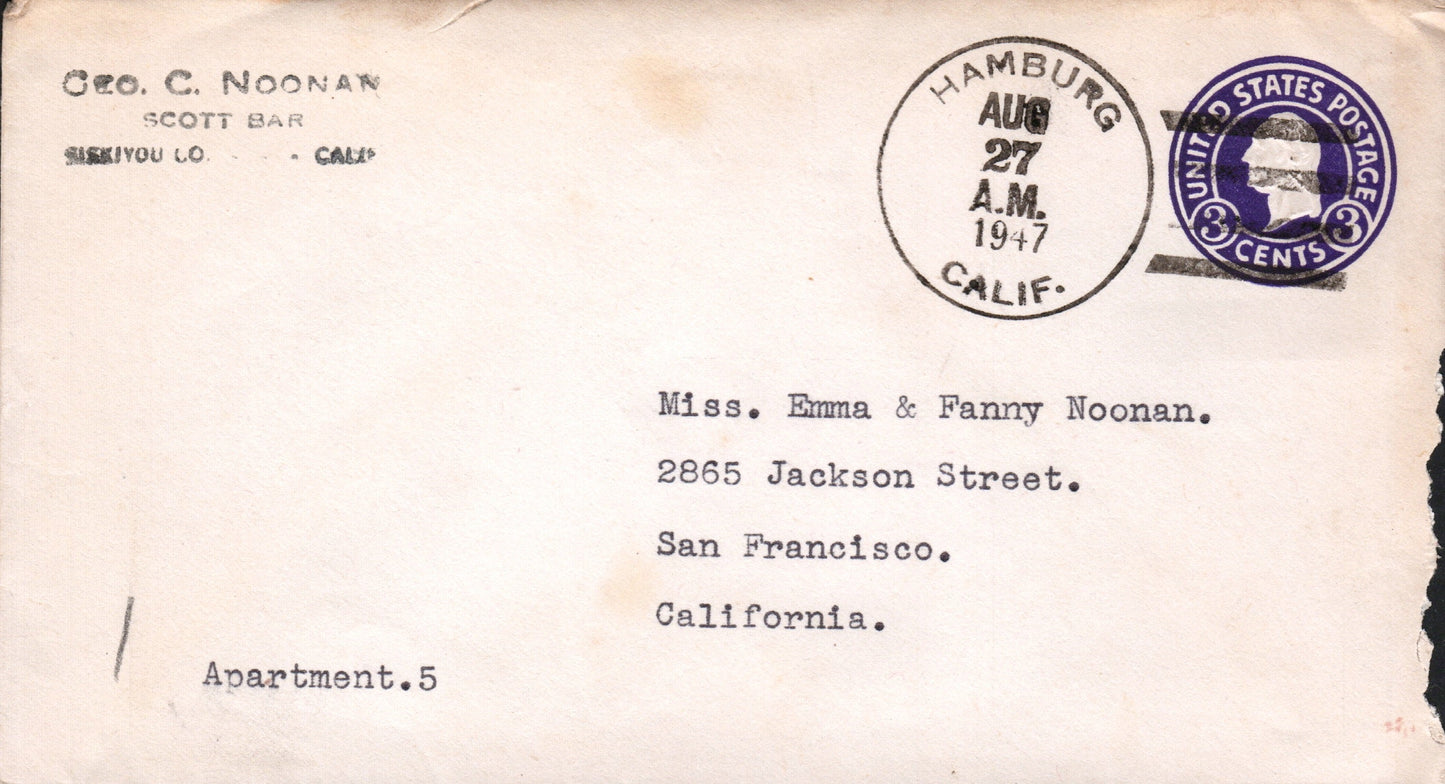 GEO. C. NOONAN
SCOTT BAR
SISKIYOU CO. CALIF
HAMBURG
AUG
27
A.M.
1947
CALIF.
UNITED STATES POSTAGE
3 CENTS 3
Miss. Emma & Fanny Noonan.
2865 Jackson Street.
San Francisco.
California.
Apartment.5